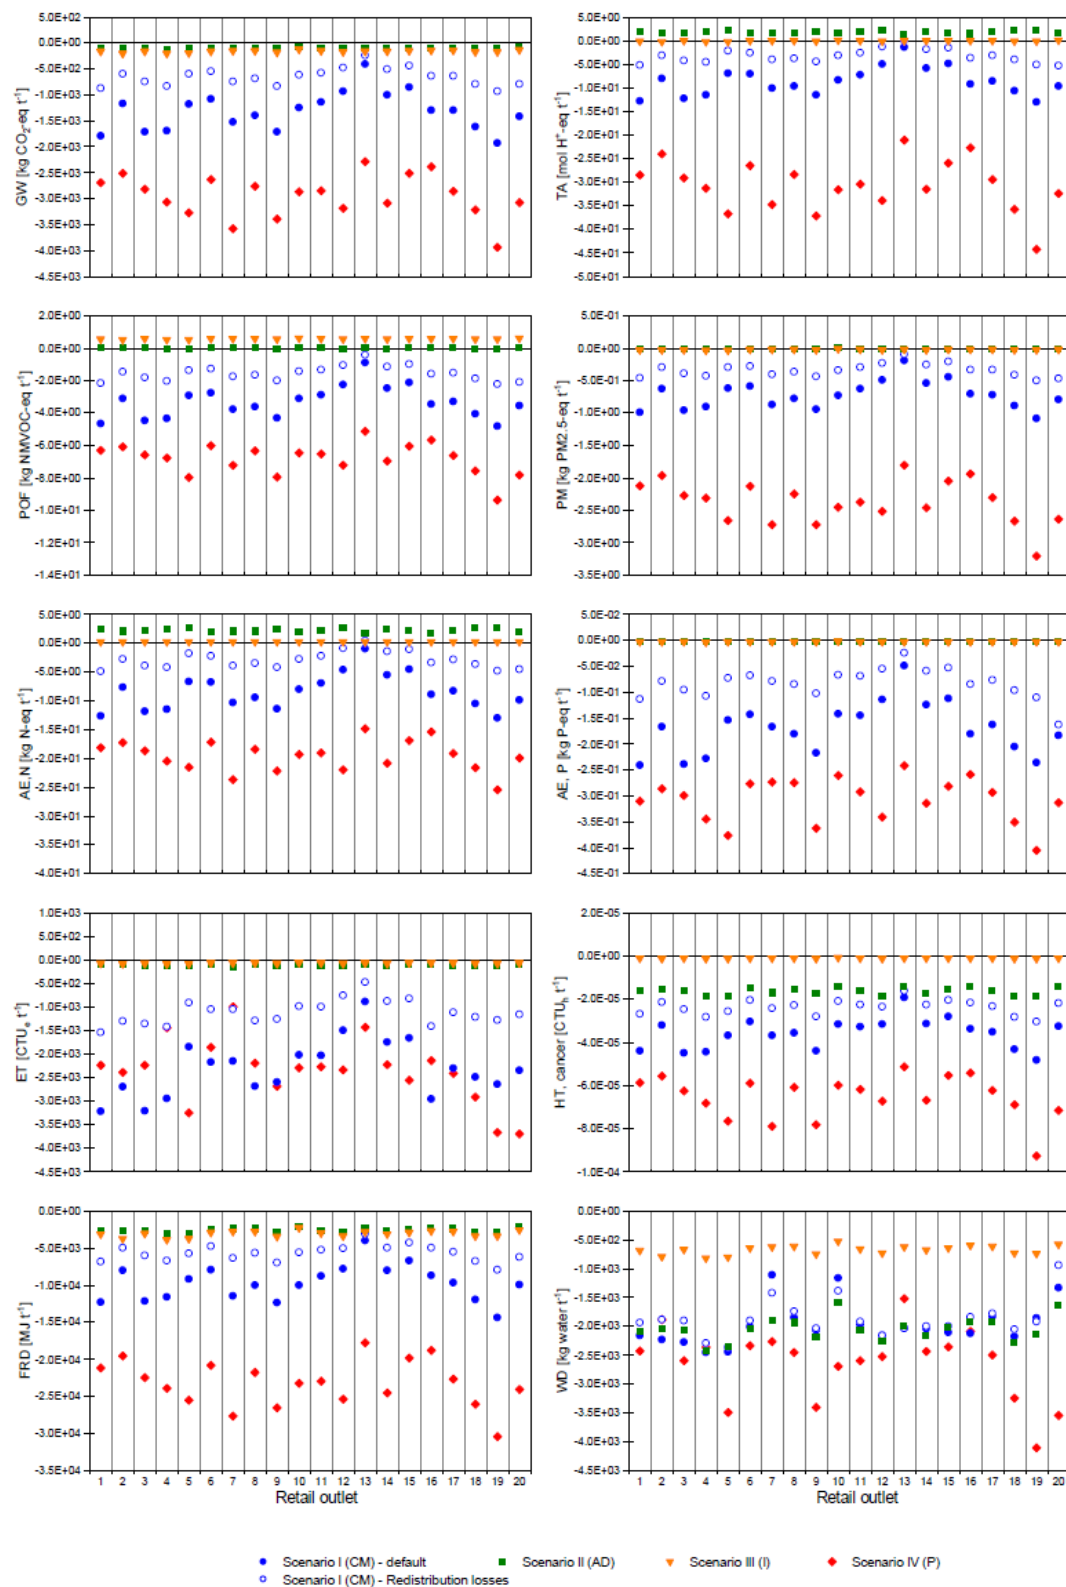 5.0E+02
0.0E+00
-5.0E+02
-1.0E+03
-1.5E+03
-2.0E+03
-2.5E+03
-3.0E+03
-3.5E+03
-4.0E+03
-4.5E+03
GW [kg CO2-eq t-1]
5.0E+00
0.0E+00
-5.0E+00
-1.0E+01
-1.5E+01
-2.0E+01
-2.5E+01
-3.0E+01
-3.5E+01
-4.0E+01
-4.5E+01
-5.0E+01
TA [mol H+-eq t-1]
2.0E+00
0.0E+00
-2.0E+00
-4.0E+00
-6.0E+00
-8.0E+00
-1.0E+01
-1.2E+01
-1.4E+01
POF [kg NMVOC-eq t-1]
5.0E-01
0.0E+00
-5.0E-01
-1.0E+00
-1.5E+00
-2.0E+00
-2.5E+00
-3.0E+00
-3.5E+00
PM [kg PM2.5-eq t-1]
5.0E+00
0.0E+00
-5.0E+00
-1.0E+01
-1.5E+01
-2.0E+01
-2.5E+01
-3.0E+01
-3.5E+01
-4.0E+01
AE,N [kg N-eq t-1]
5.0E-02
0.0E+00
-5.0E-02
-1.0E-01
-1.5E-01
-2.0E-01
-2.5E-01
-3.0E-01
-3.5E-01
-4.0E-01
-4.5E-01
AE, P [kg P-eq t-1]
1.0E+03
5.0E+02
0.0E+00
-5.0E+02
-1.0E+03
-1.5E+03
-2.0E+03
-2.5E+03
-3.0E+03
-3.5E+03
-4.0E+03
-4.5E+03
ET [CTUe t-1]
2.0E-05
0.0E+00
-2.0E-05
-4.0E-05
-6.0E-05
-8.0E-05
-1.0E-04
HT, cancer [CTUh t-1]
0.0E+00
-5.0E+03
-1.0E+04
-1.5E+04
-2.0E+04
-2.5E+04
-3.0E+04
-3.5E+04
FRD [MJ t-1]
1 2 3 4 5 6 7 8 9 10 11 12 13 14 15 16 17 18 19 20
Retail outlet
0.0E+00
-5.0E+02
-1.0E+03
-1.5E+03
-2.0E+03
-2.5E+03
-3.0E+03
-3.5E+03
-4.0E+03
-4.5E+03
WD [kg water t-1]
1 2 3 4 5 6 7 8 9 10 11 12 13 14 15 16 17 18 19 20
Retail outlet
Scenario I (CM) - default
Scenario II (AD)
Scenario III (I)
Scenario IV (P)
Scenario I (CM) - Redistribution losses